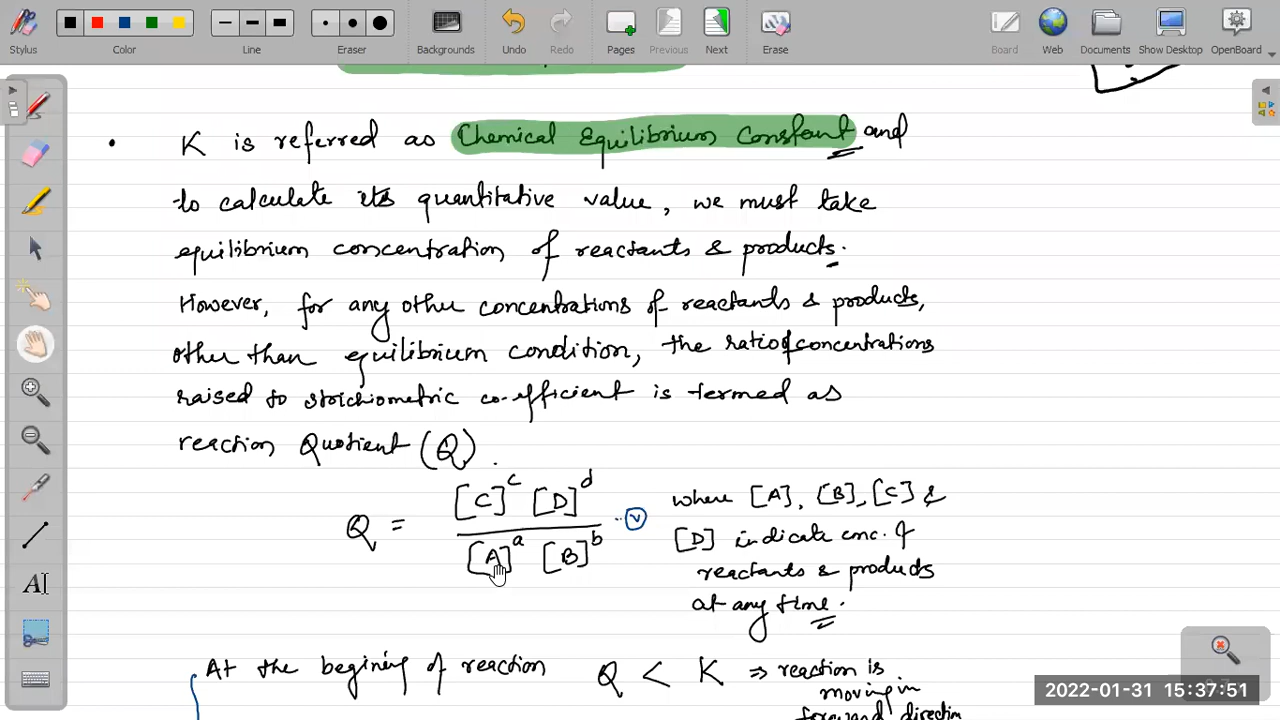 Stylus
Color
Line
Eraser
Backgrounds
Undo
Redo
Pages
Previous
Next
Erase
Board
Web
Documents
Show Desktop
OpenBoard
• K is referred as Chemical Equilibrium Constant and
to calculate its quantitative value, we must take
equilibrium concentration of reactants & products.
However, for any other concentrations of reactants & products,
other than equilibrium condition, the ratio of concentrations
raised to stoichiometric co-efficient is termed as
reaction Quotient (Q).
Q = [C]^c [D]^d / [A]^a [B]^b .. (V)
where [A], [B], [C] &
[D] indicate conc. of
reactants & products
at any time.
At the begining of reaction Q < K ⇒ reaction is
moving in
forward direction
2022-01-31 15:37:51